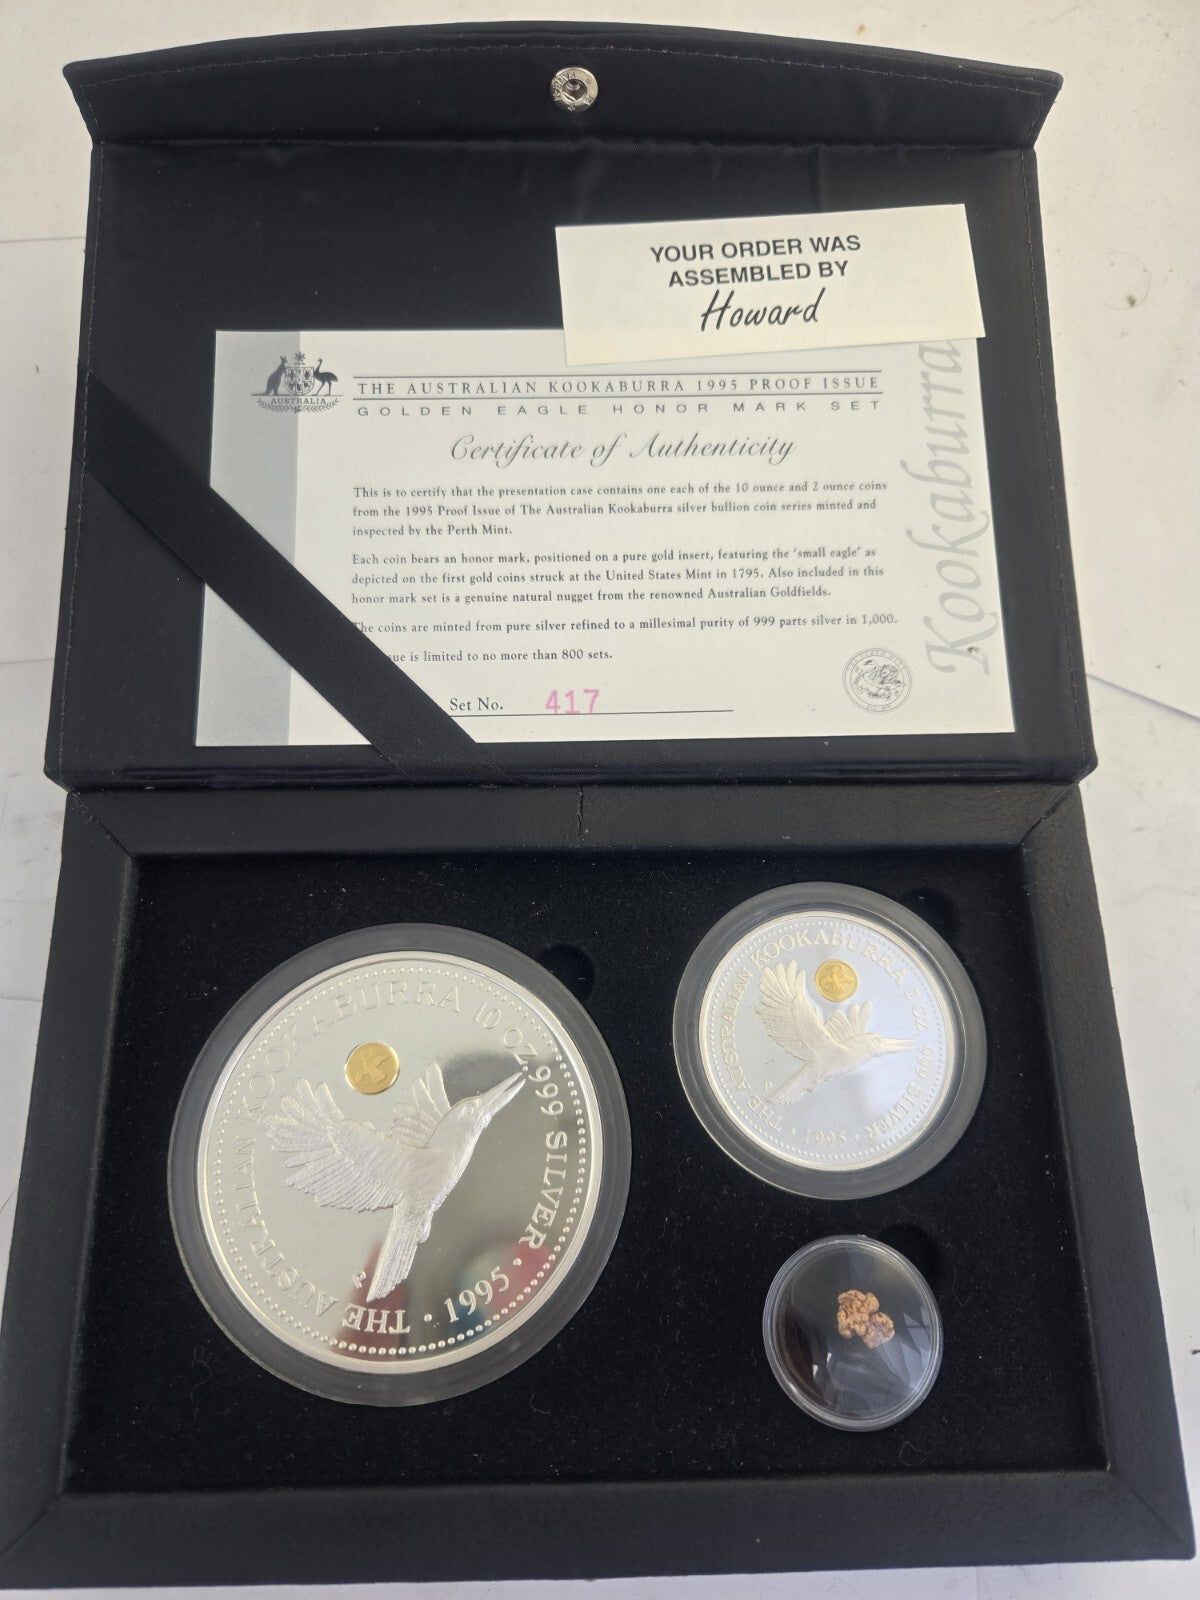 YOUR ORDER WAS
ASSEMBLED BY
Howard
AUSTRALIA
THE AUSTRALIAN KOOKABURRA 1995 PROOF ISSUE
GOLDEN EAGLE HONOR MARK SET
Certificate of Authenticity
This is to certify that the presentation case contains one each of the 10 ounce and 2 ounce coins
from the 1995 Proof Issue of The Australian Kookaburra silver bullion coin series minted and
inspected by the Perth Mint.
Each coin bears an honor mark, positioned on a pure gold insert, featuring the 'small eagle' as
depicted on the first gold coins struck at the United States Mint in 1795. Also included in this
honor mark set is a genuine natural nugget from the renowned Australian Goldfields.
The coins are minted from pure silver refined to a millesimal purity of 999 parts silver in 1,000.
ue is limited to no more than 800 sets.
Set No. 417
Kookaburra
THE AUSTRALIAN KOOKABURRA 10 OZ. 999 SILVER · 1995 ·
P
THE AUSTRALIAN KOOKABURRA 2 OZ. 999 SILVER · 1995 ·
P